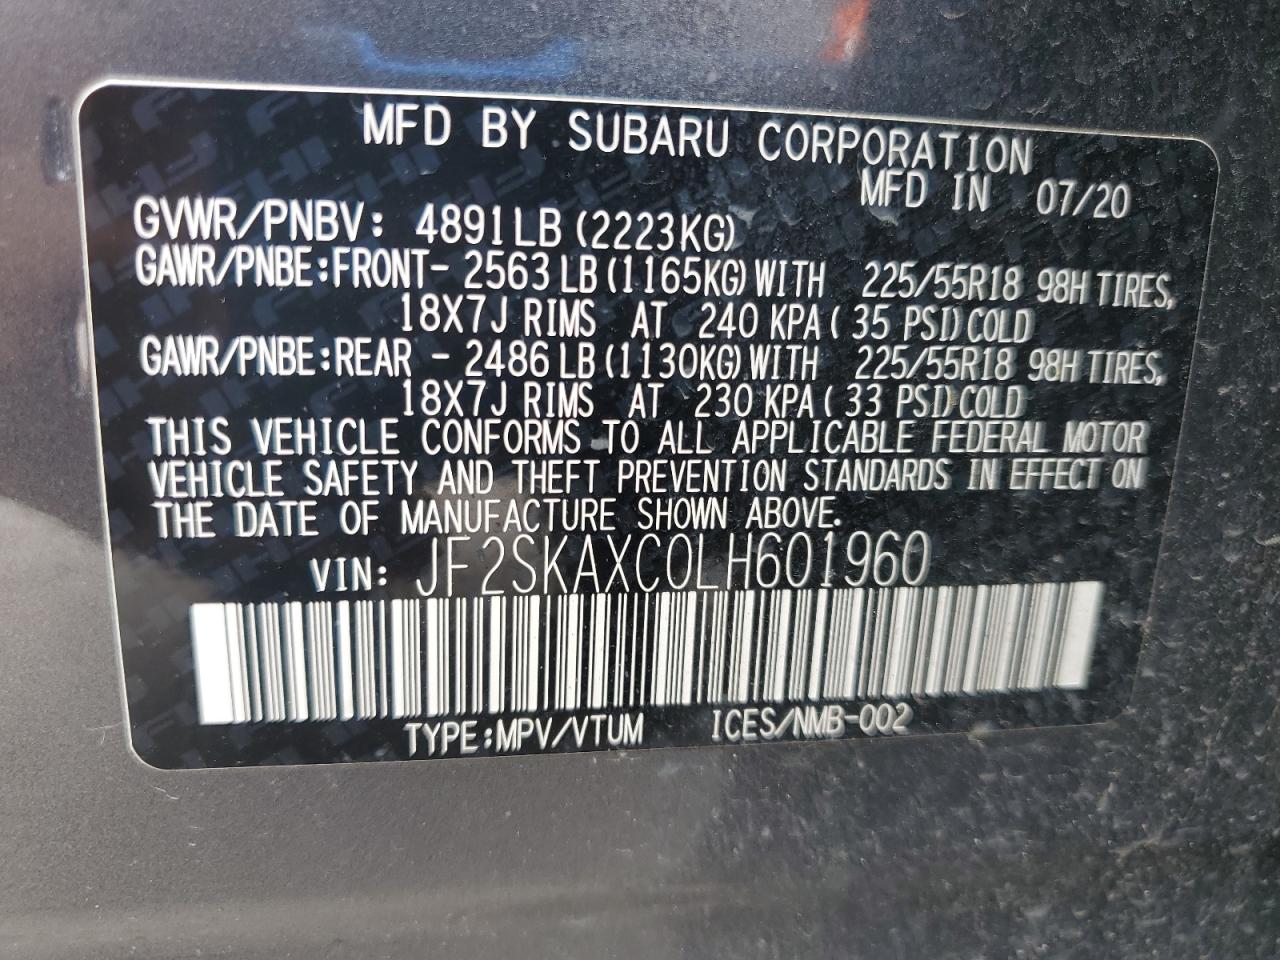 MFD BY SUBARU CORPORATION
MFD IN 07/20
GVWR/PNBV: 4891LB (2223KG)
GAWR/PNBE:FRONT- 2563 LB (1165KG) WITH 225/55R18 98H TIRES,
18X7J RIMS AT 240 KPA ( 35 PSI) COLD
GAWR/PNBE:REAR - 2486 LB (1130KG) WITH 225/55R18 98H TIRES,
18X7J RIMS AT 230 KPA ( 33 PSI) COLD
THIS VEHICLE CONFORMS TO ALL APPLICABLE FEDERAL MOTOR
VEHICLE SAFETY AND THEFT PREVENTION STANDARDS IN EFFECT ON
THE DATE OF MANUFACTURE SHOWN ABOVE.
VIN: JF2SKAXC0LH601960
TYPE:MPV/VTUM ICES/NMB-002